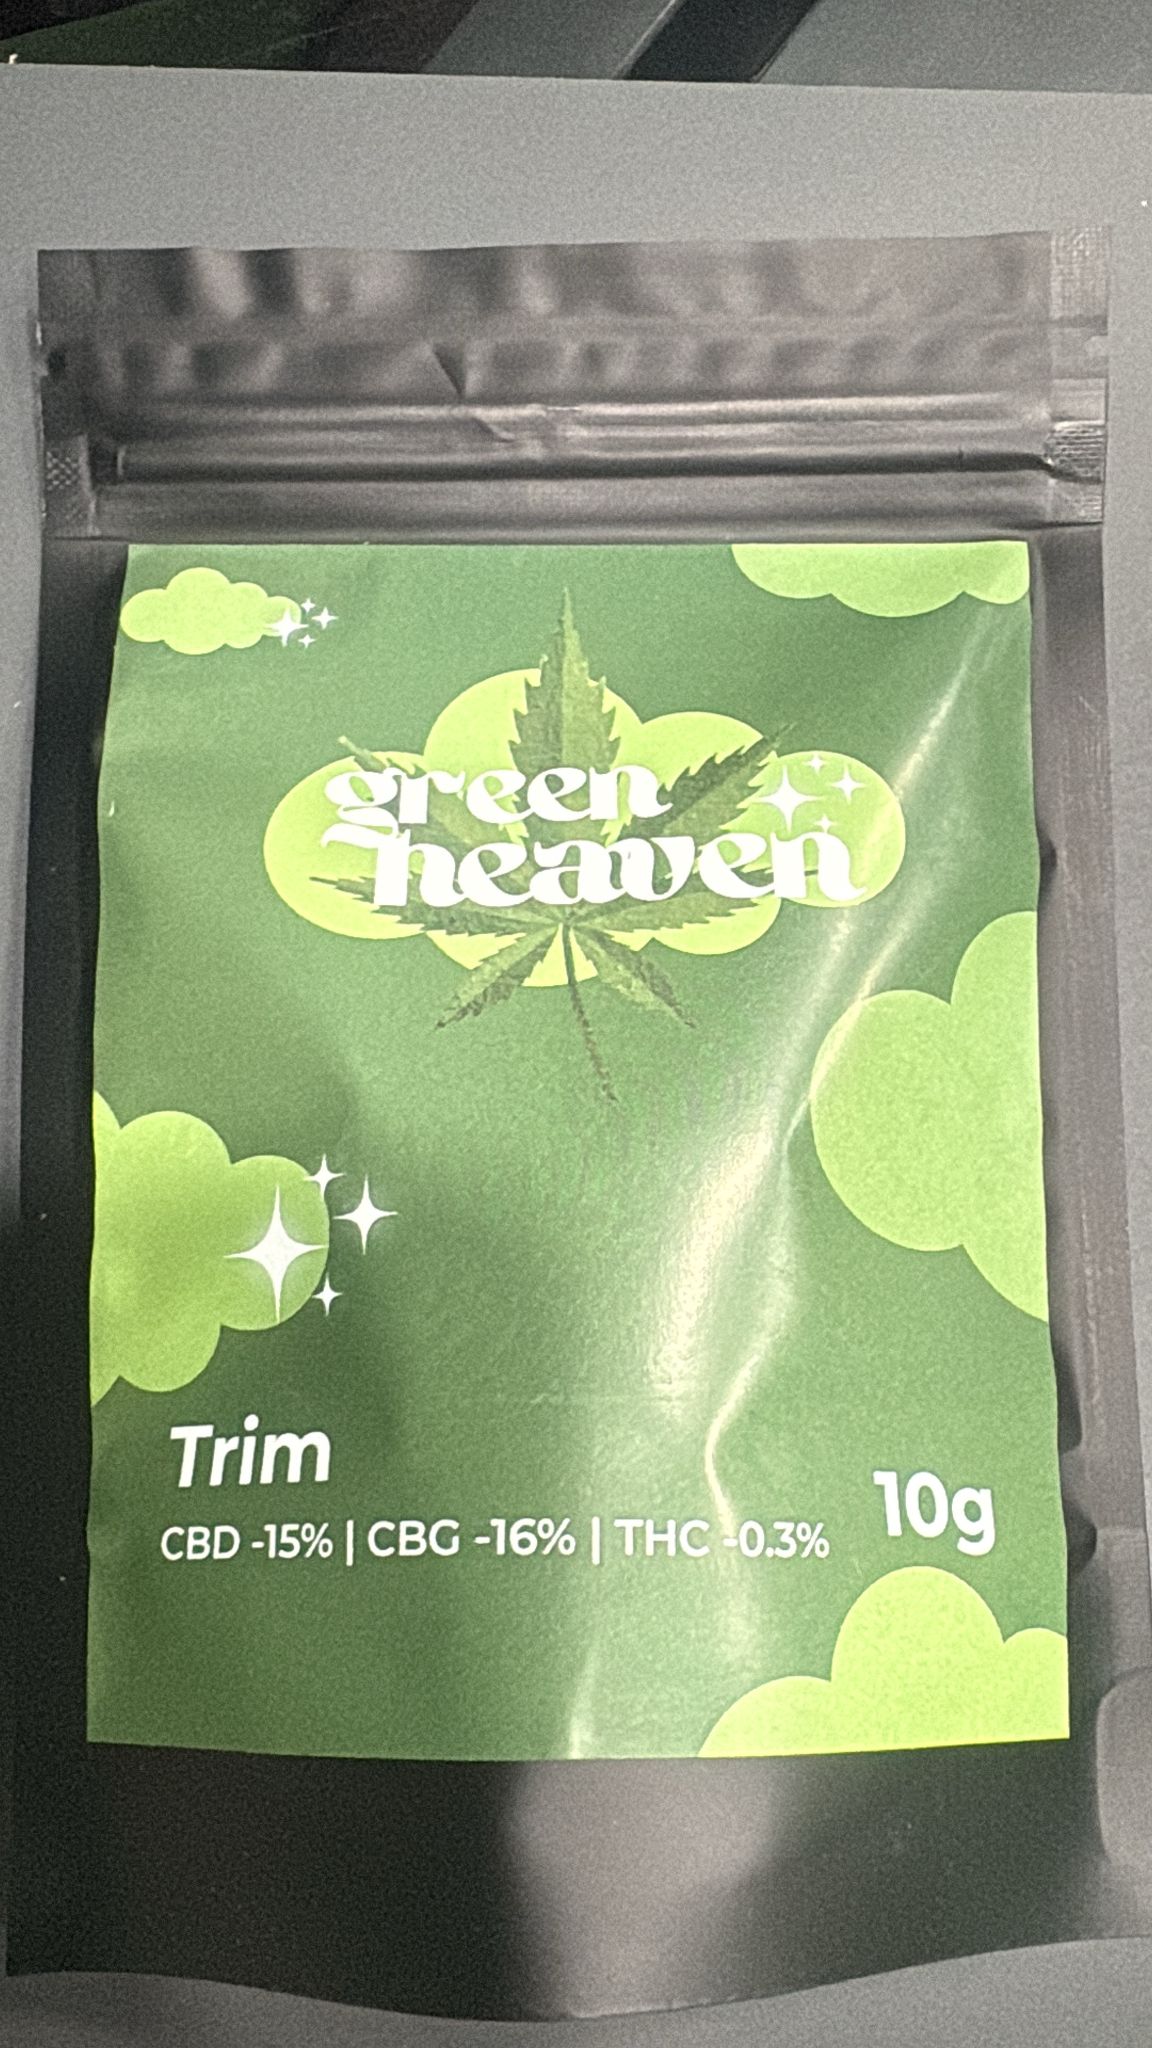 green
heaven
Trim
10g
CBD -15% | CBG -16% | THC -0.3%